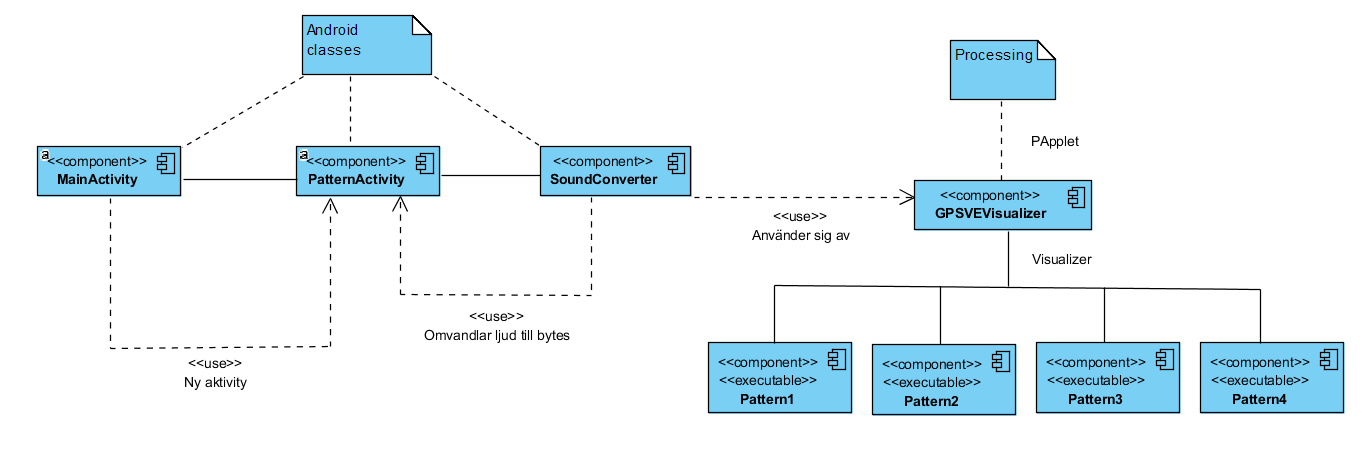 Android
classes
Processing
PApplet
a
<<component>>
MainActivity
a
<<component>>
PatternActivity
<<component>>
SoundConverter
<<component>>
GPSVEVisualizer
<<use>>
Använder sig av
Visualizer
<<use>>
Omvandlar ljud till bytes
<<use>>
Ny aktivity
<<component>>
<<executable>>
Pattern1
<<component>>
<<executable>>
Pattern2
<<component>>
<<executable>>
Pattern3
<<component>>
<<executable>>
Pattern4